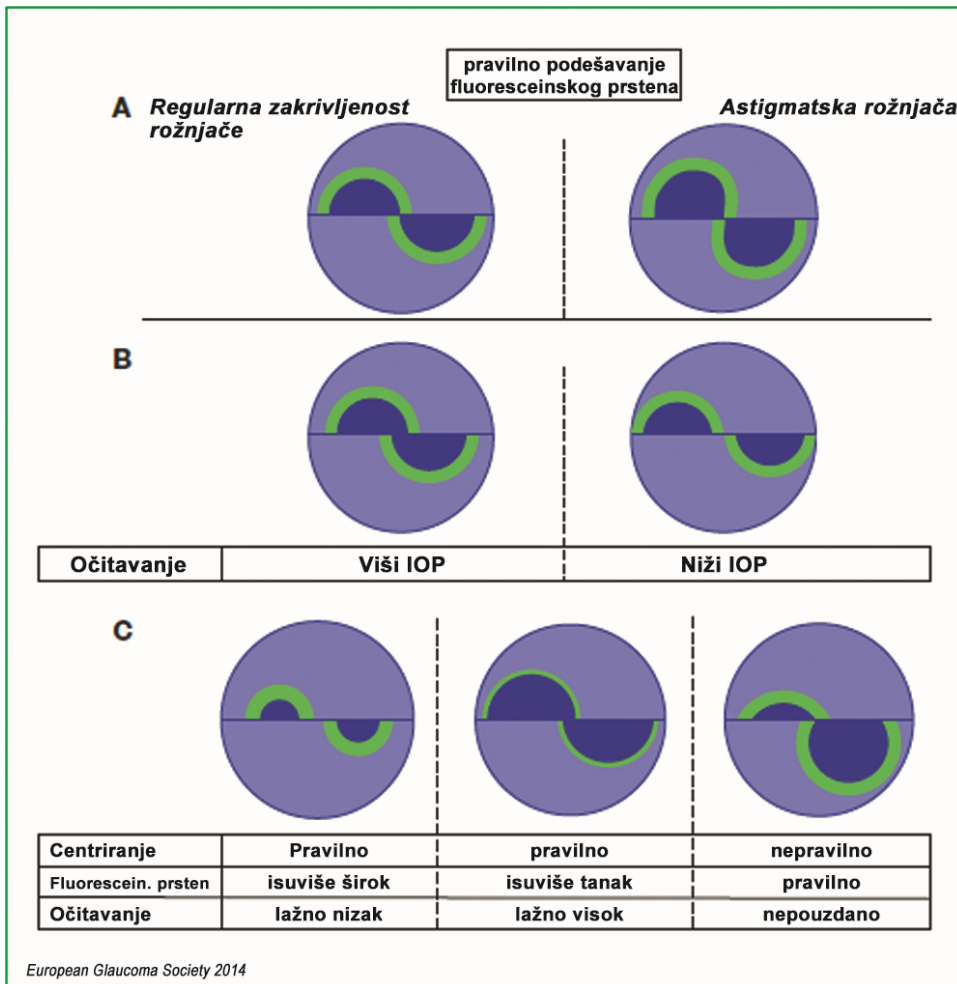 pravilno podešavanje
fluoresceinskog prstena
A Regularna zakrivljenost
rožnjače
Astigmatska rožnjača
B
Očitavanje Viši IOP Niži IOP
C
Centriranje Pravilno pravilno nepravilno
Fluorescein. prsten isuviše širok isuviše tanak pravilno
Očitavanje lažno nizak lažno visok nepouzdano
European Glaucoma Society 2014